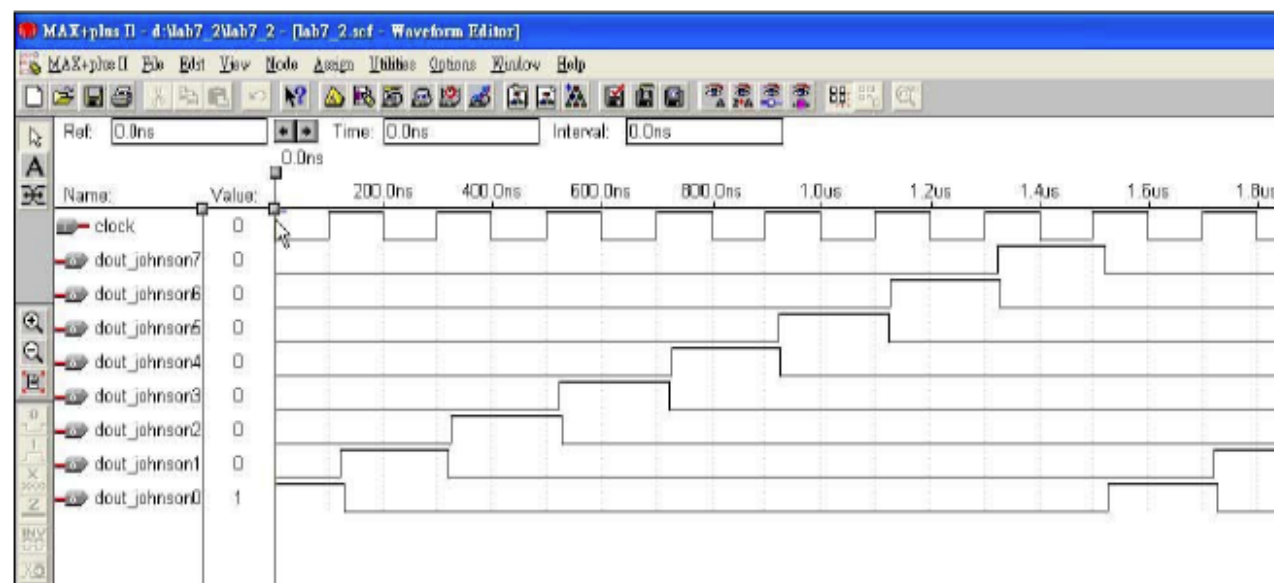 MAX+plus II - d:\lab7_2\lab7_2 - [lab7_2.scf - Waveform Editor]
MAX+plus II File Edit View Node Assign Utilities Options Window Help
Ref: 0.0ns Time: 0.0ns Interval: 0.0ns
0.0ns
Name: Value: 200.0ns 400.0ns 600.0ns 800.0ns 1.0us 1.2us 1.4us 1.6us 1.8us
clock 0
dout_johnson7 0
dout_johnson6 0
dout_johnson5 0
dout_johnson4 0
dout_johnson3 0
dout_johnson2 0
dout_johnson1 0
dout_johnson0 1